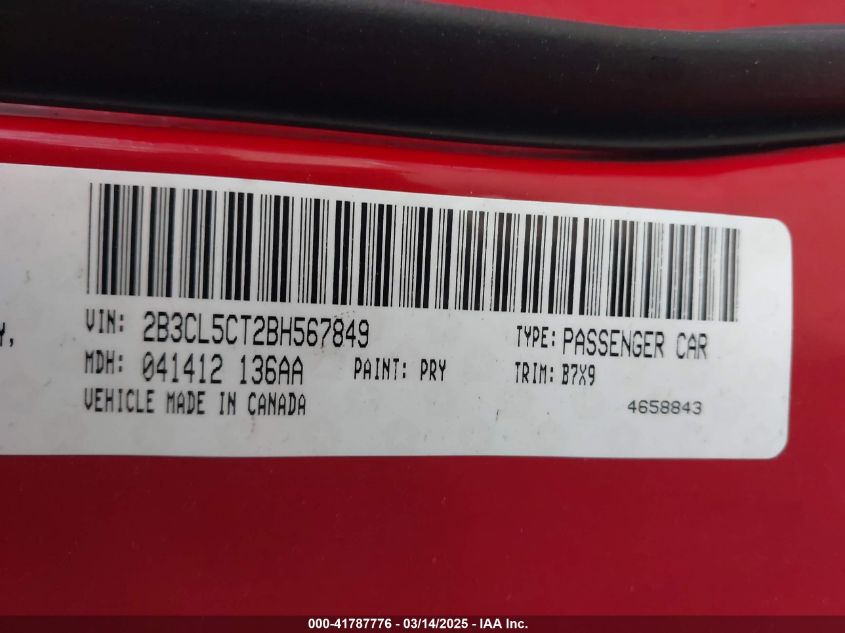 Y,
VIN: 2B3CL5CT2BH567849 TYPE: PASSENGER CAR
MDH: 041412 136AA PAINT: PRY TRIM: B7X9
VEHICLE MADE IN CANADA 4658843
000-41787776 - 03/14/2025 - IAA Inc.